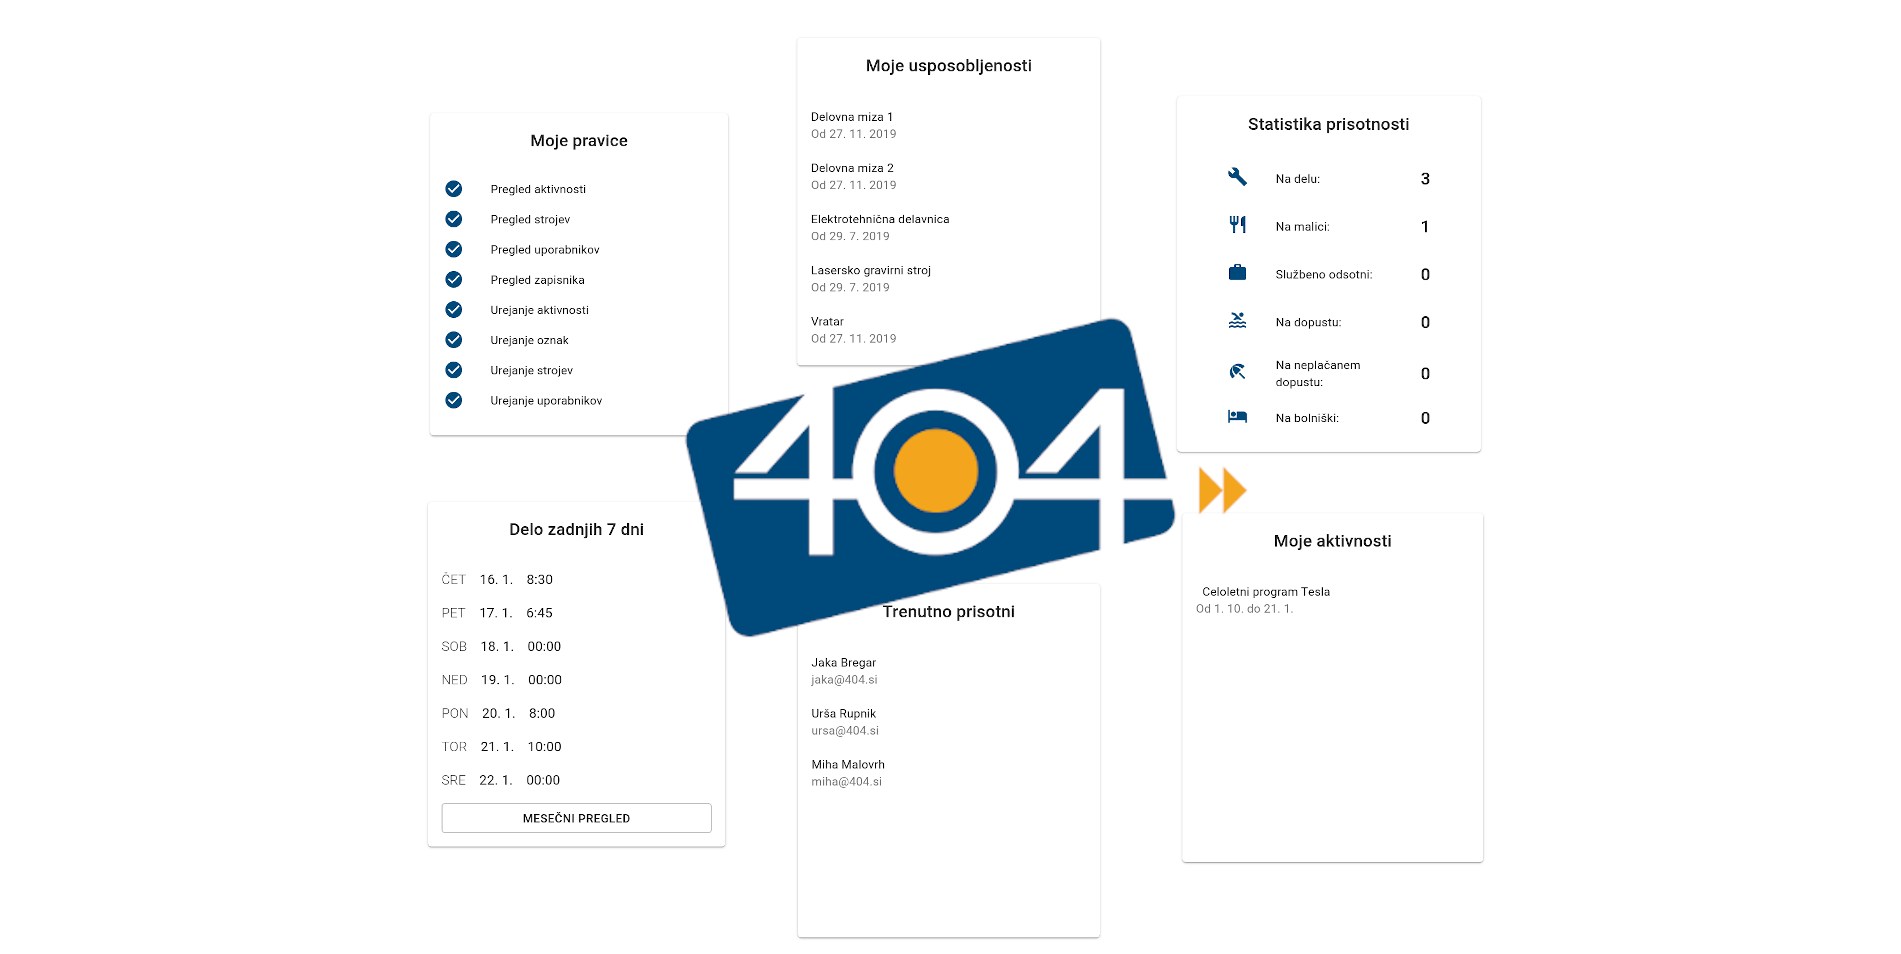 Moje pravice
Pregled aktivnosti
Pregled strojev
Pregled uporabnikov
Pregled zapisnika
Urejanje aktivnosti
Urejanje oznak
Urejanje strojev
Urejanje uporabnikov
Moje usposobljenosti
Delovna miza 1
Od 27. 11. 2019
Delovna miza 2
Od 27. 11. 2019
Elektrotehnična delavnica
Od 29. 7. 2019
Lasersko gravirni stroj
Od 29. 7. 2019
Vratar
Od 27. 11. 2019
Statistika prisotnosti
Na delu: 3
Na malici: 1
Službeno odsotni: 0
Na dopustu: 0
Na neplačanem
dopustu: 0
Na bolniški: 0
404
Delo zadnjih 7 dni
ČET 16. 1. 8:30
PET 17. 1. 6:45
SOB 18. 1. 00:00
NED 19. 1. 00:00
PON 20. 1. 8:00
TOR 21. 1. 10:00
SRE 22. 1. 00:00
MESEČNI PREGLED
Trenutno prisotni
Jaka Bregar
jaka@404.si
Urša Rupnik
ursa@404.si
Miha Malovrh
miha@404.si
Moje aktivnosti
Celoletni program Tesla
Od 1. 10. do 21. 1.